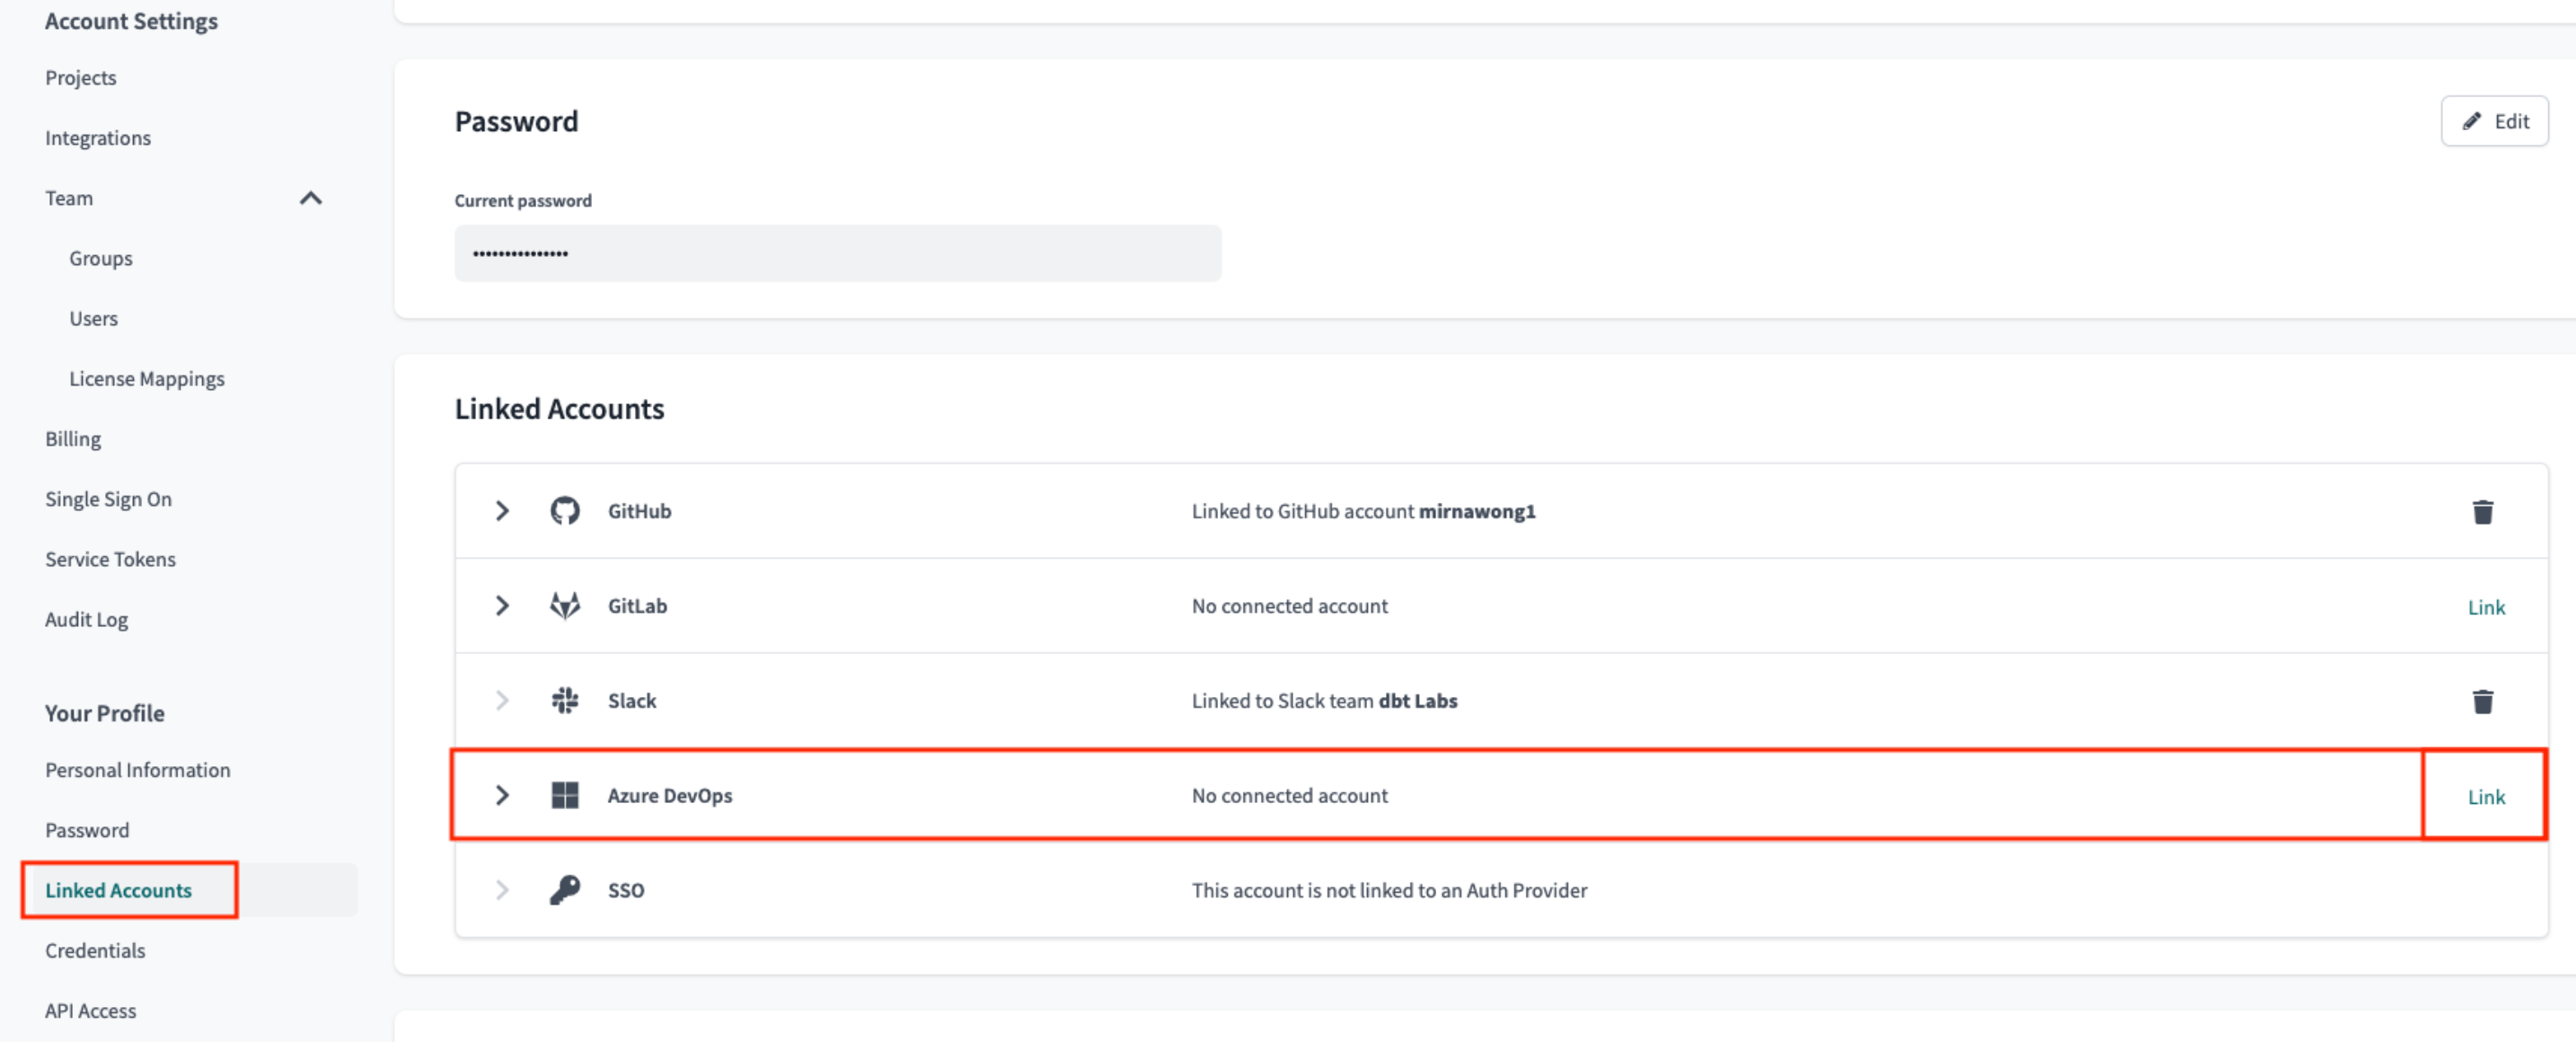 Account Settings
Projects
Integrations
Team
Groups
Users
License Mappings
Billing
Single Sign On
Service Tokens
Audit Log
Your Profile
Personal Information
Password
Linked Accounts
Credentials
API Access
Password
Edit
Current password
•••••••••••••••
Linked Accounts
GitHub Linked to GitHub account mirnawong1
GitLab No connected account Link
Slack Linked to Slack team dbt Labs
Azure DevOps No connected account Link
SSO This account is not linked to an Auth Provider